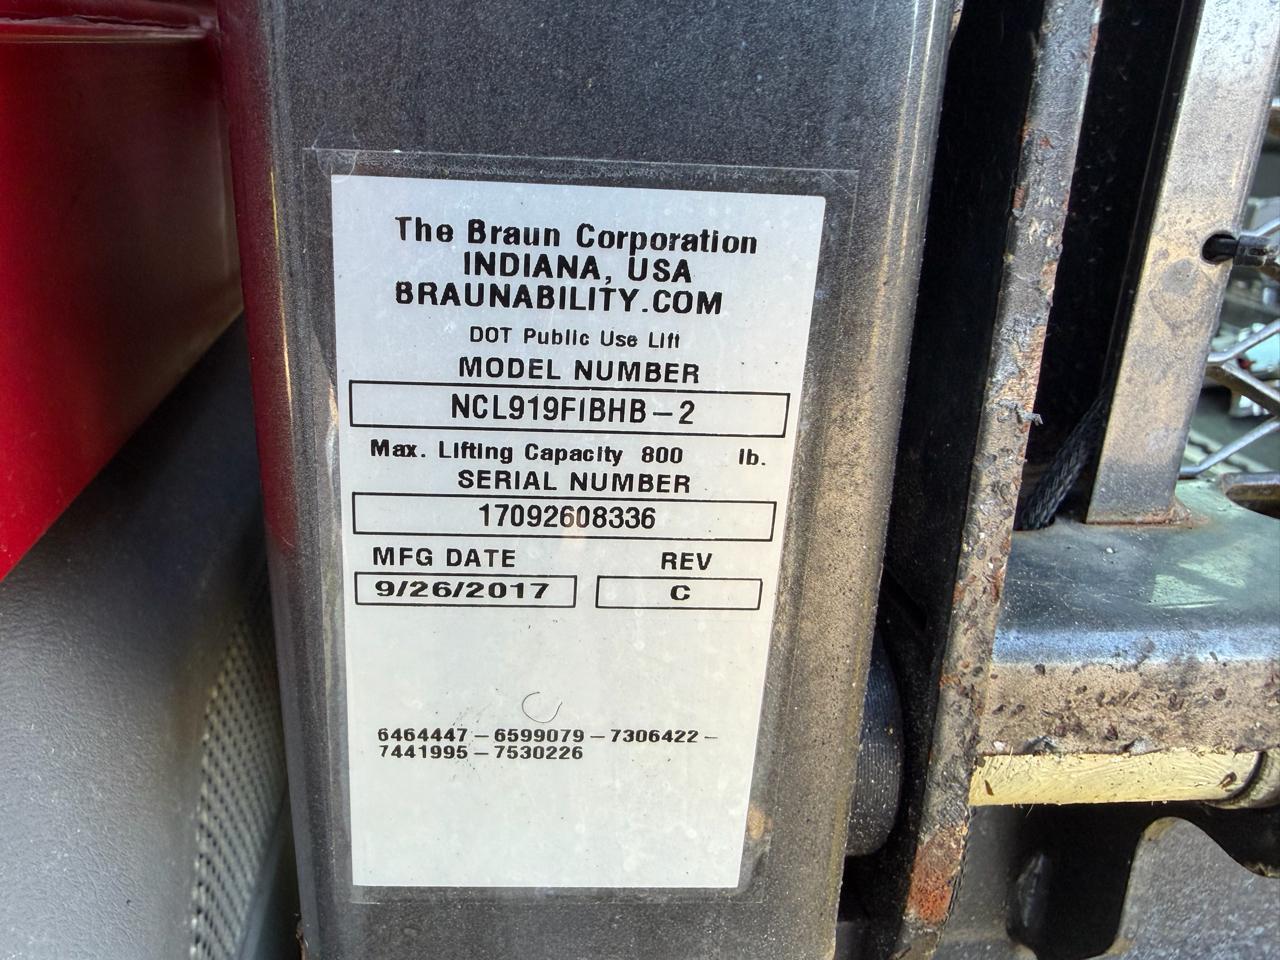 The Braun Corporation
INDIANA, USA
BRAUNABILITY.COM
DOT Public Use Lift
MODEL NUMBER
NCL919FIBHB-2
Max. Lifting Capacity 800 lb.
SERIAL NUMBER
17092608336
MFG DATE REV
9/26/2017 C
6464447-6599079-7306422-
7441995-7530226